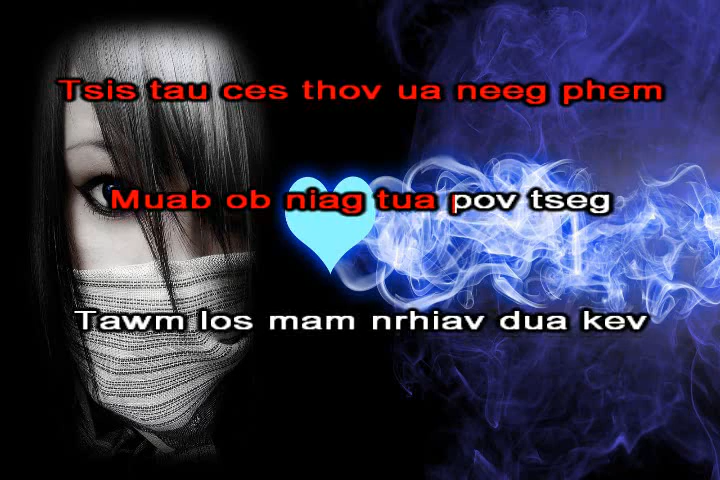 Tsis tau ces thov ua neeg phem
Muab ob niag tua pov tseg
Tawm los mam nrhiav dua kev